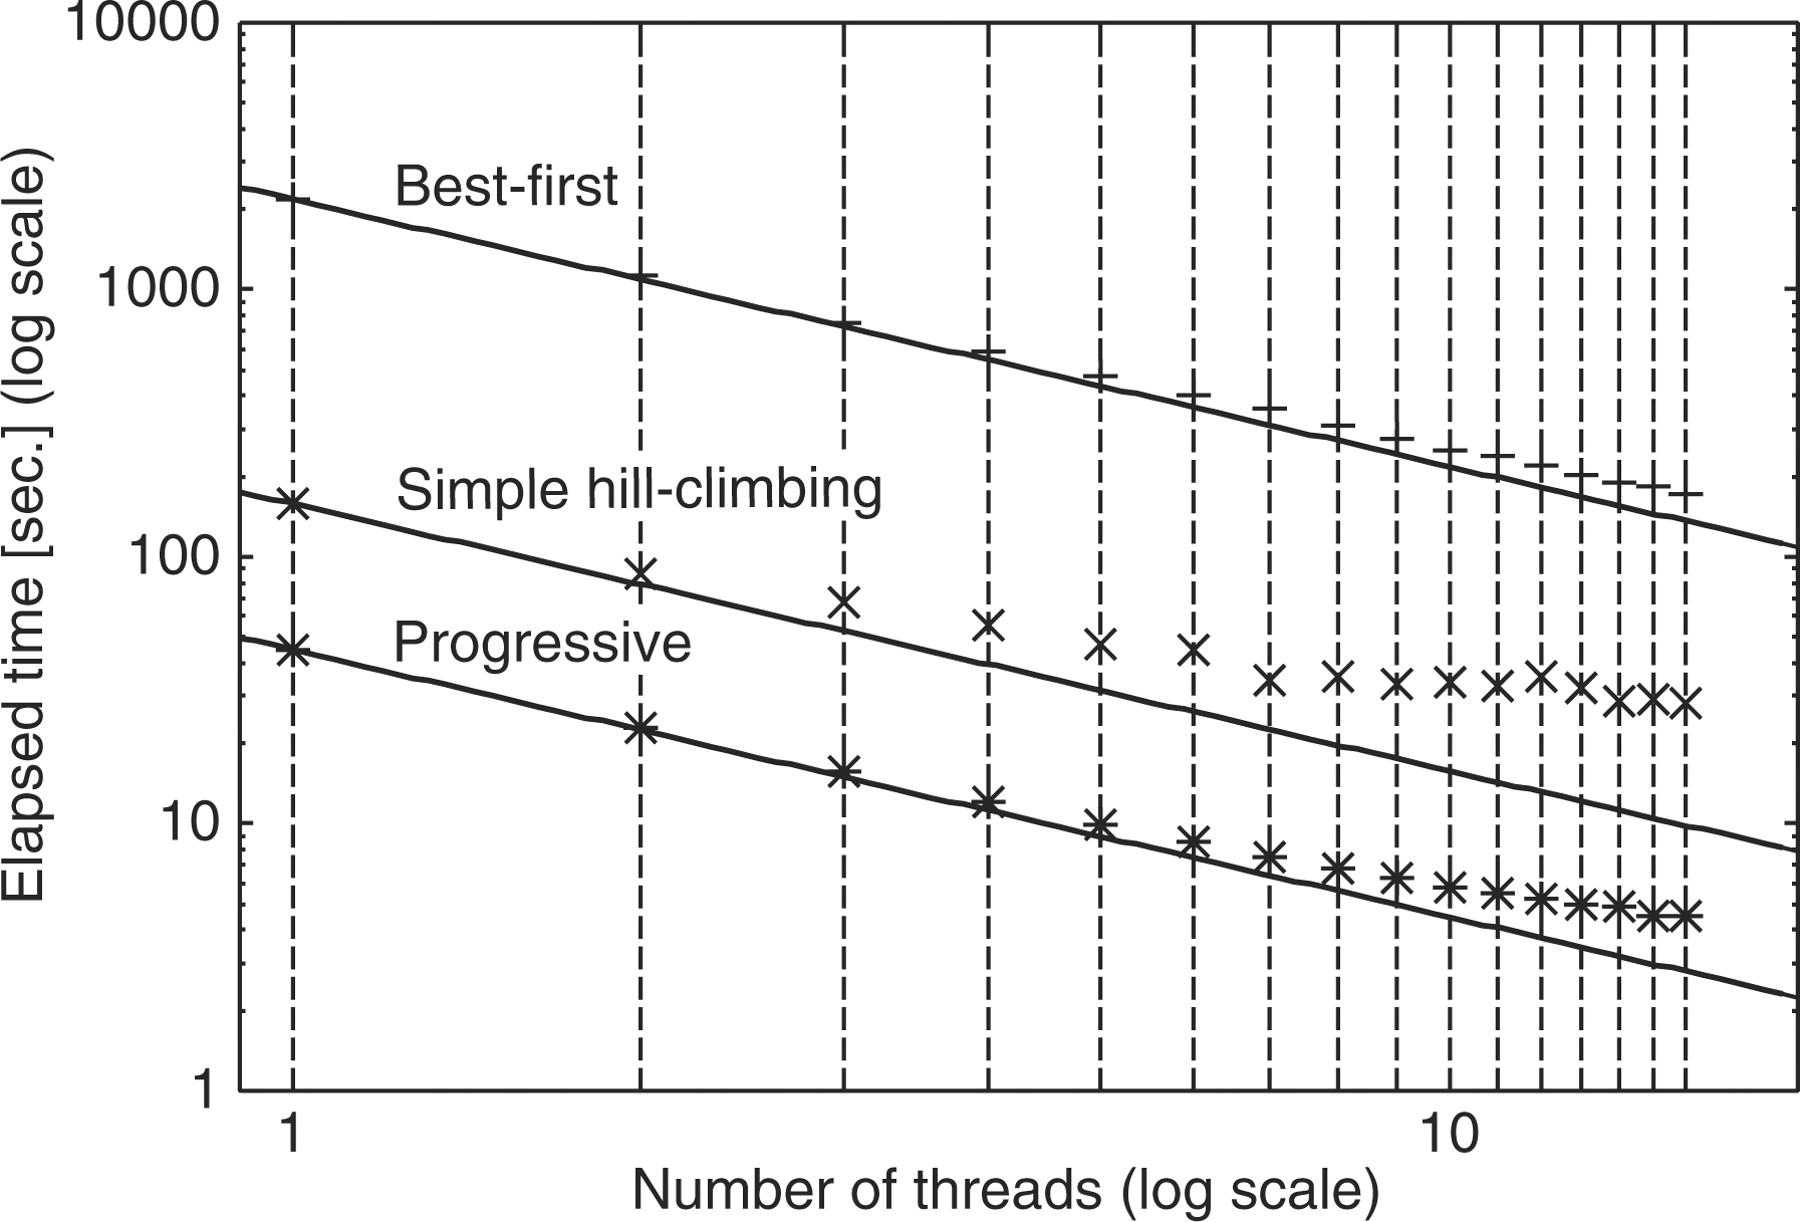 10000
1000
100
10
1
Elapsed time [sec.] (log scale)
Best-first
Simple hill-climbing
Progressive
1
10
Number of threads (log scale)